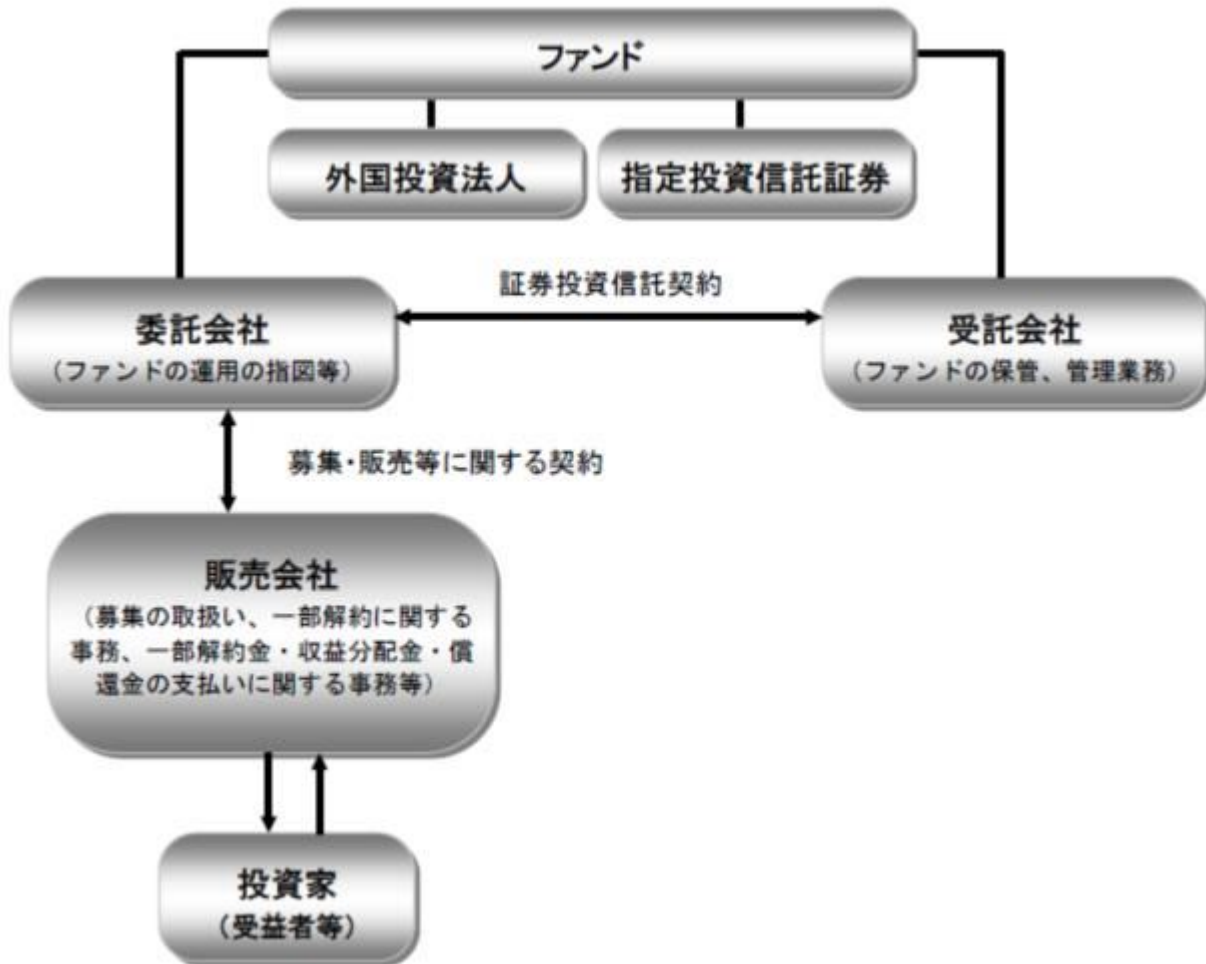 ファンド
外国投資法人
指定投資信託証券
証券投資信託契約
委託会社
（ファンドの運用の指図等）
受託会社
（ファンドの保管、管理業務）
募集・販売等に関する契約
販売会社
（募集の取扱い、一部解約に関する
事務、一部解約金・収益分配金・償
還金の支払いに関する事務等）
投資家
（受益者等）